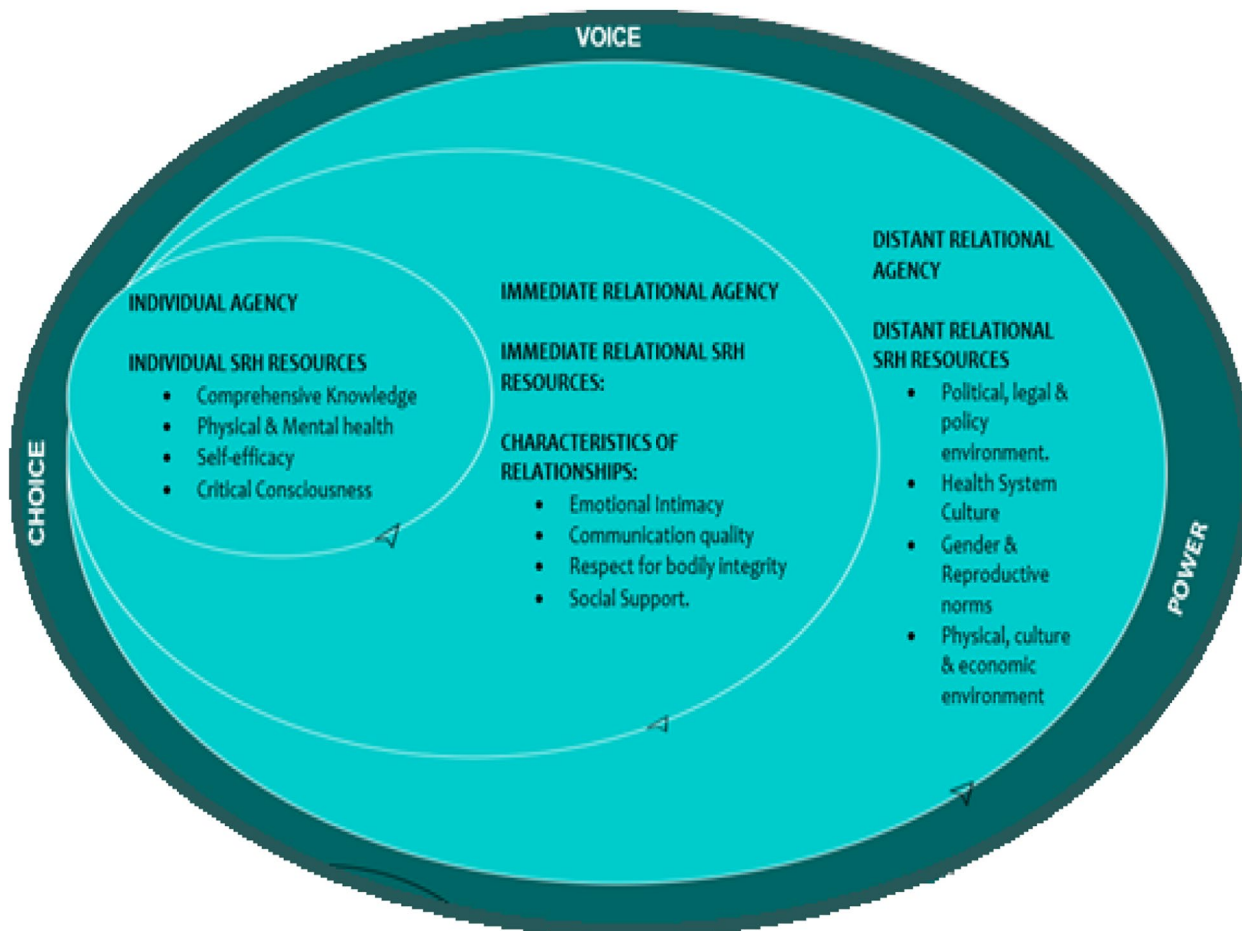 VOICE
CHOICE
INDIVIDUAL AGENCY
INDIVIDUAL SRH RESOURCES
• Comprehensive Knowledge
• Physical & Mental health
• Self-efficacy
• Critical Consciousness
IMMEDIATE RELATIONAL AGENCY
IMMEDIATE RELATIONAL SRH
RESOURCES:
CHARACTERISTICS OF
RELATIONSHIPS:
• Emotional Intimacy
• Communication quality
• Respect for bodily integrity
• Social Support.
DISTANT RELATIONAL
AGENCY
DISTANT RELATIONAL
SRH RESOURCES
• Political, legal &
policy
environment.
• Health System
Culture
• Gender &
Reproductive
norms
• Physical, culture
& economic
environment
POWER